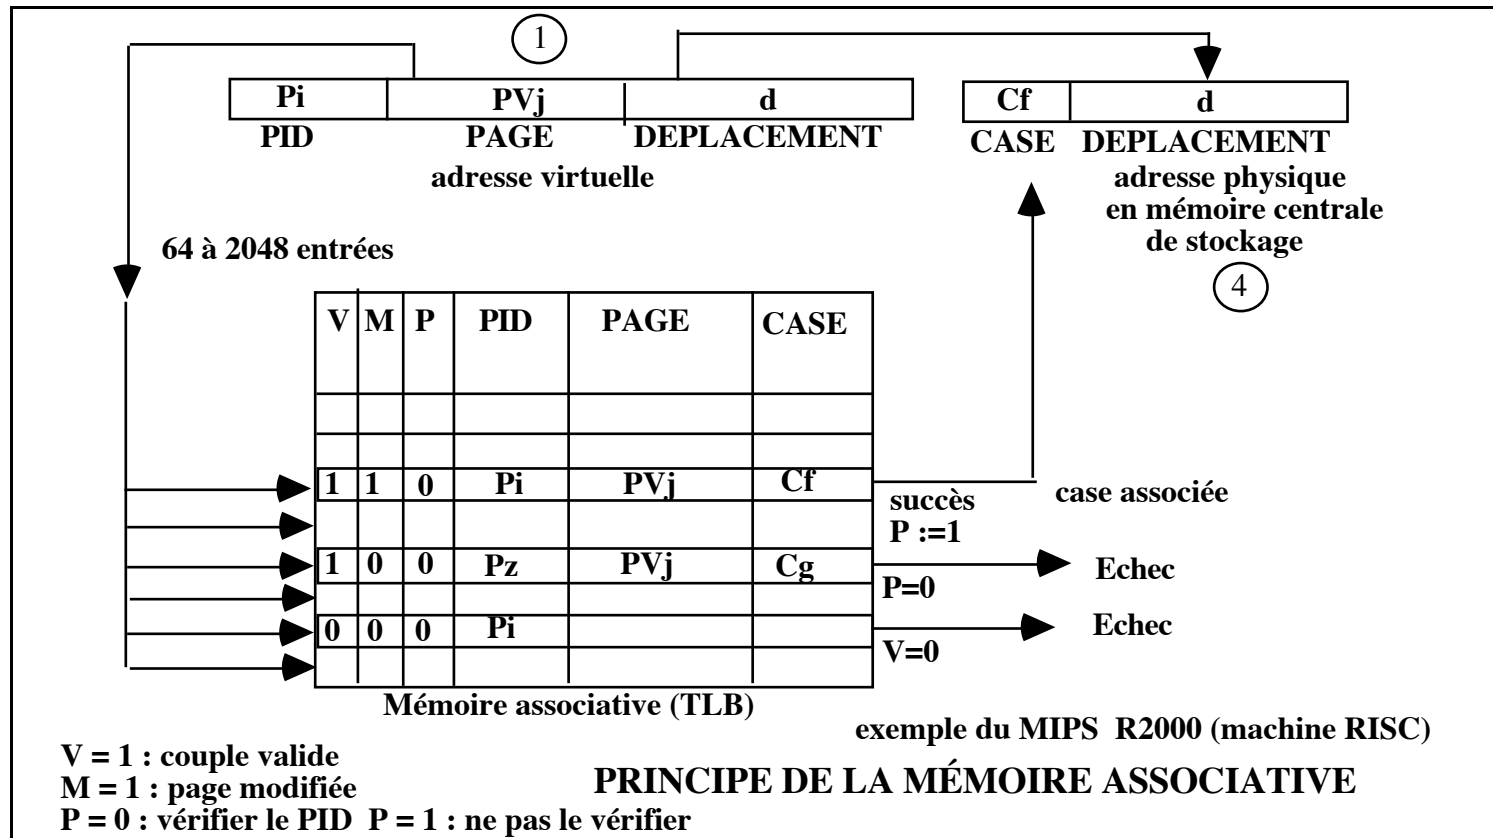 1
Pi PVj d
PID PAGE DEPLACEMENT
adresse virtuelle
Cf d
CASE DEPLACEMENT
adresse physique
en mémoire centrale
de stockage
4
64 à 2048 entrées
V M P PID PAGE CASE
1 1 0 Pi PVj Cf
succès
P :=1
case associée
1 0 0 Pz PVj Cg
P=0
Echec
0 0 0 Pi
V=0
Echec
Mémoire associative (TLB)
exemple du MIPS R2000 (machine RISC)
V = 1 : couple valide
M = 1 : page modifiée
P = 0 : vérifier le PID P = 1 : ne pas le vérifier
PRINCIPE DE LA MÉMOIRE ASSOCIATIVE